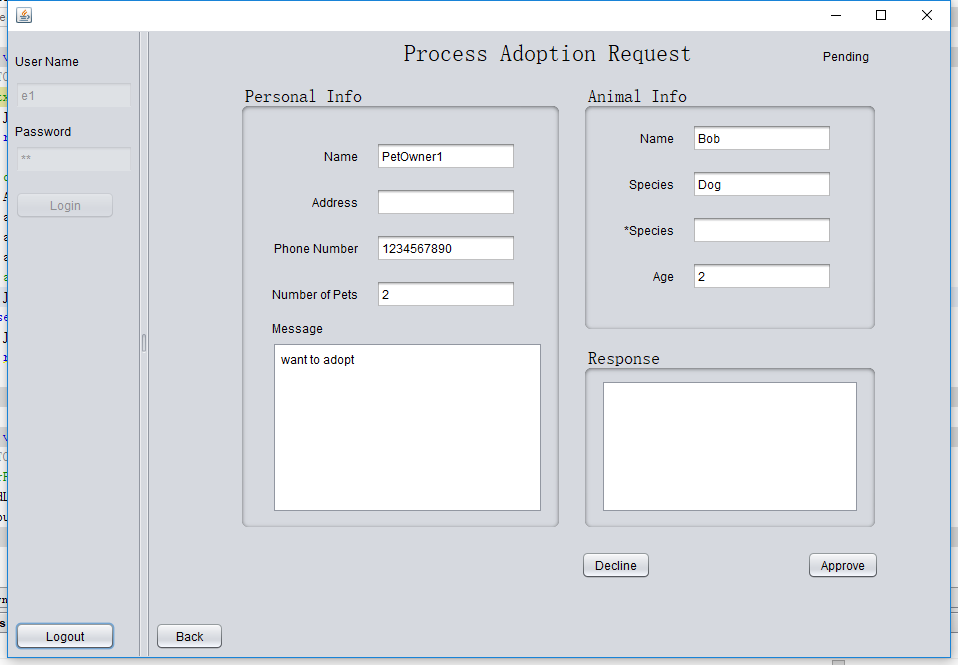 Process Adoption Request
Pending
User Name
e1
Password
**
Login
Personal Info
Name PetOwner1
Address
Phone Number 1234567890
Number of Pets 2
Message
want to adopt
Animal Info
Name Bob
Species Dog
*Species
Age 2
Response
Decline
Approve
Logout
Back